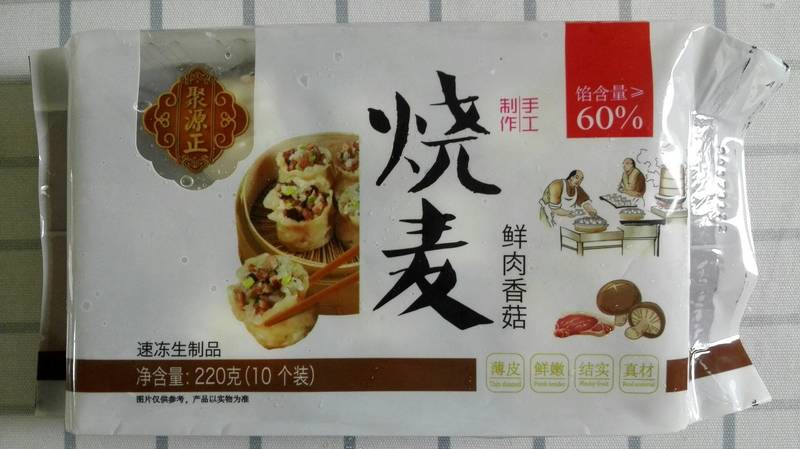 聚源正
馅含量≥
60%
手工
制作
烧麦
鲜肉香菇
速冻生制品
净含量: 220克(10 个装)
图片仅供参考，产品以实物为准
薄皮
鲜嫩
结实
真材